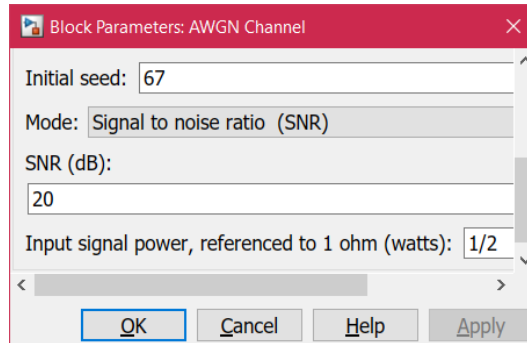 Block Parameters: AWGN Channel
Initial seed: 67
Mode: Signal to noise ratio (SNR)
SNR (dB):
20
Input signal power, referenced to 1 ohm (watts): 1/2
OK Cancel Help Apply